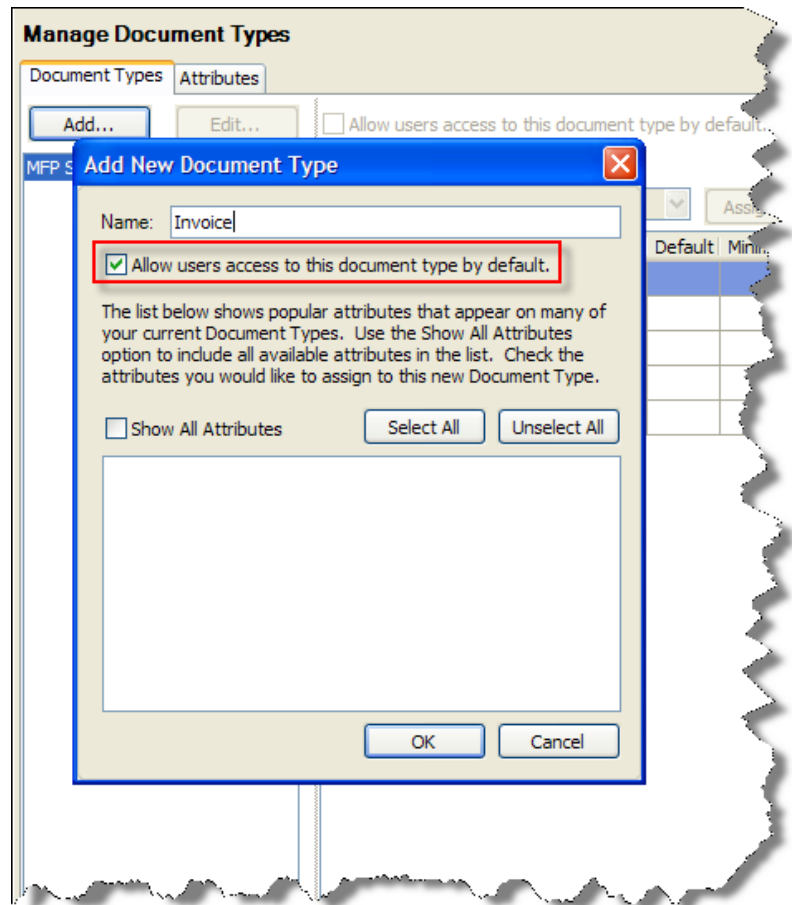 Manage Document Types
Document Types Attributes
Add... Edit... Allow users access to this document type by default.
MFP S
Add New Document Type
Name: Invoice
Assig
Default Minim
Allow users access to this document type by default.
The list below shows popular attributes that appear on many of
your current Document Types. Use the Show All Attributes
option to include all available attributes in the list. Check the
attributes you would like to assign to this new Document Type.
Show All Attributes Select All Unselect All
OK Cancel